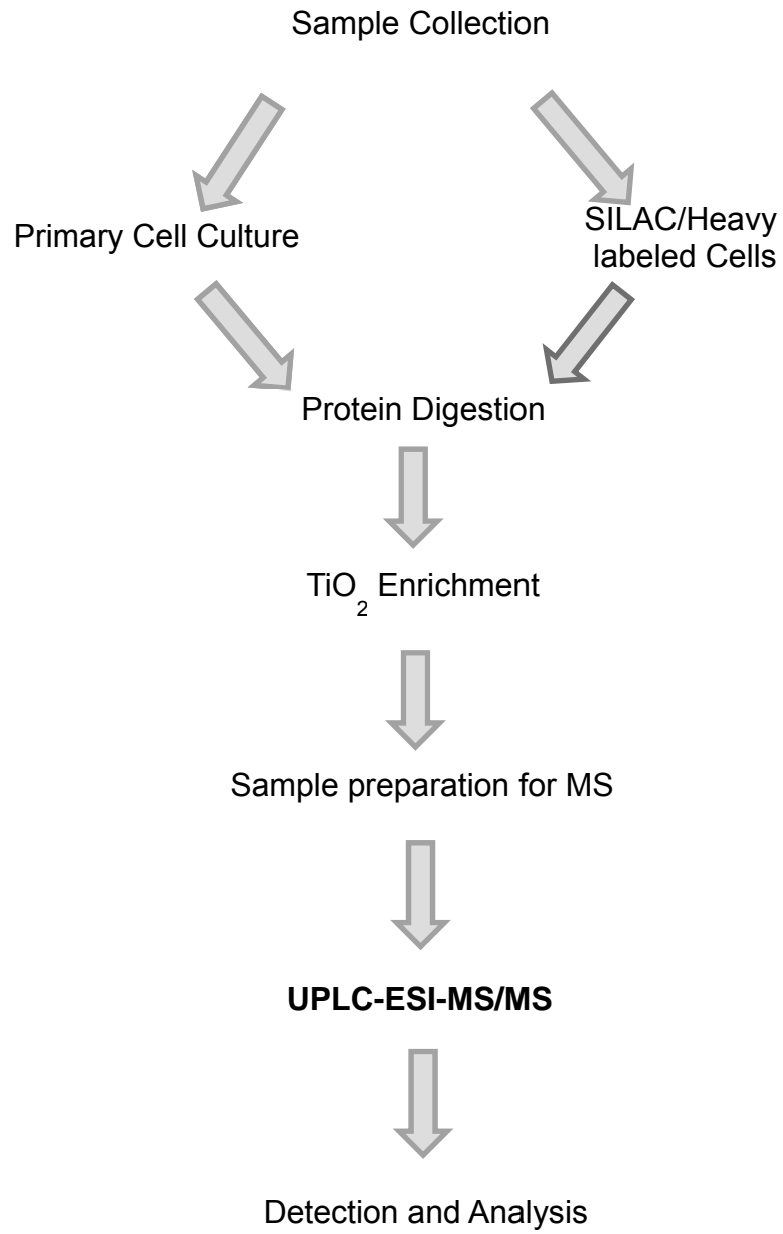 Sample Collection
Primary Cell Culture
SILAC/Heavy
labeled Cells
Protein Digestion
TiO₂ Enrichment
Sample preparation for MS
UPLC-ESI-MS/MS
Detection and Analysis